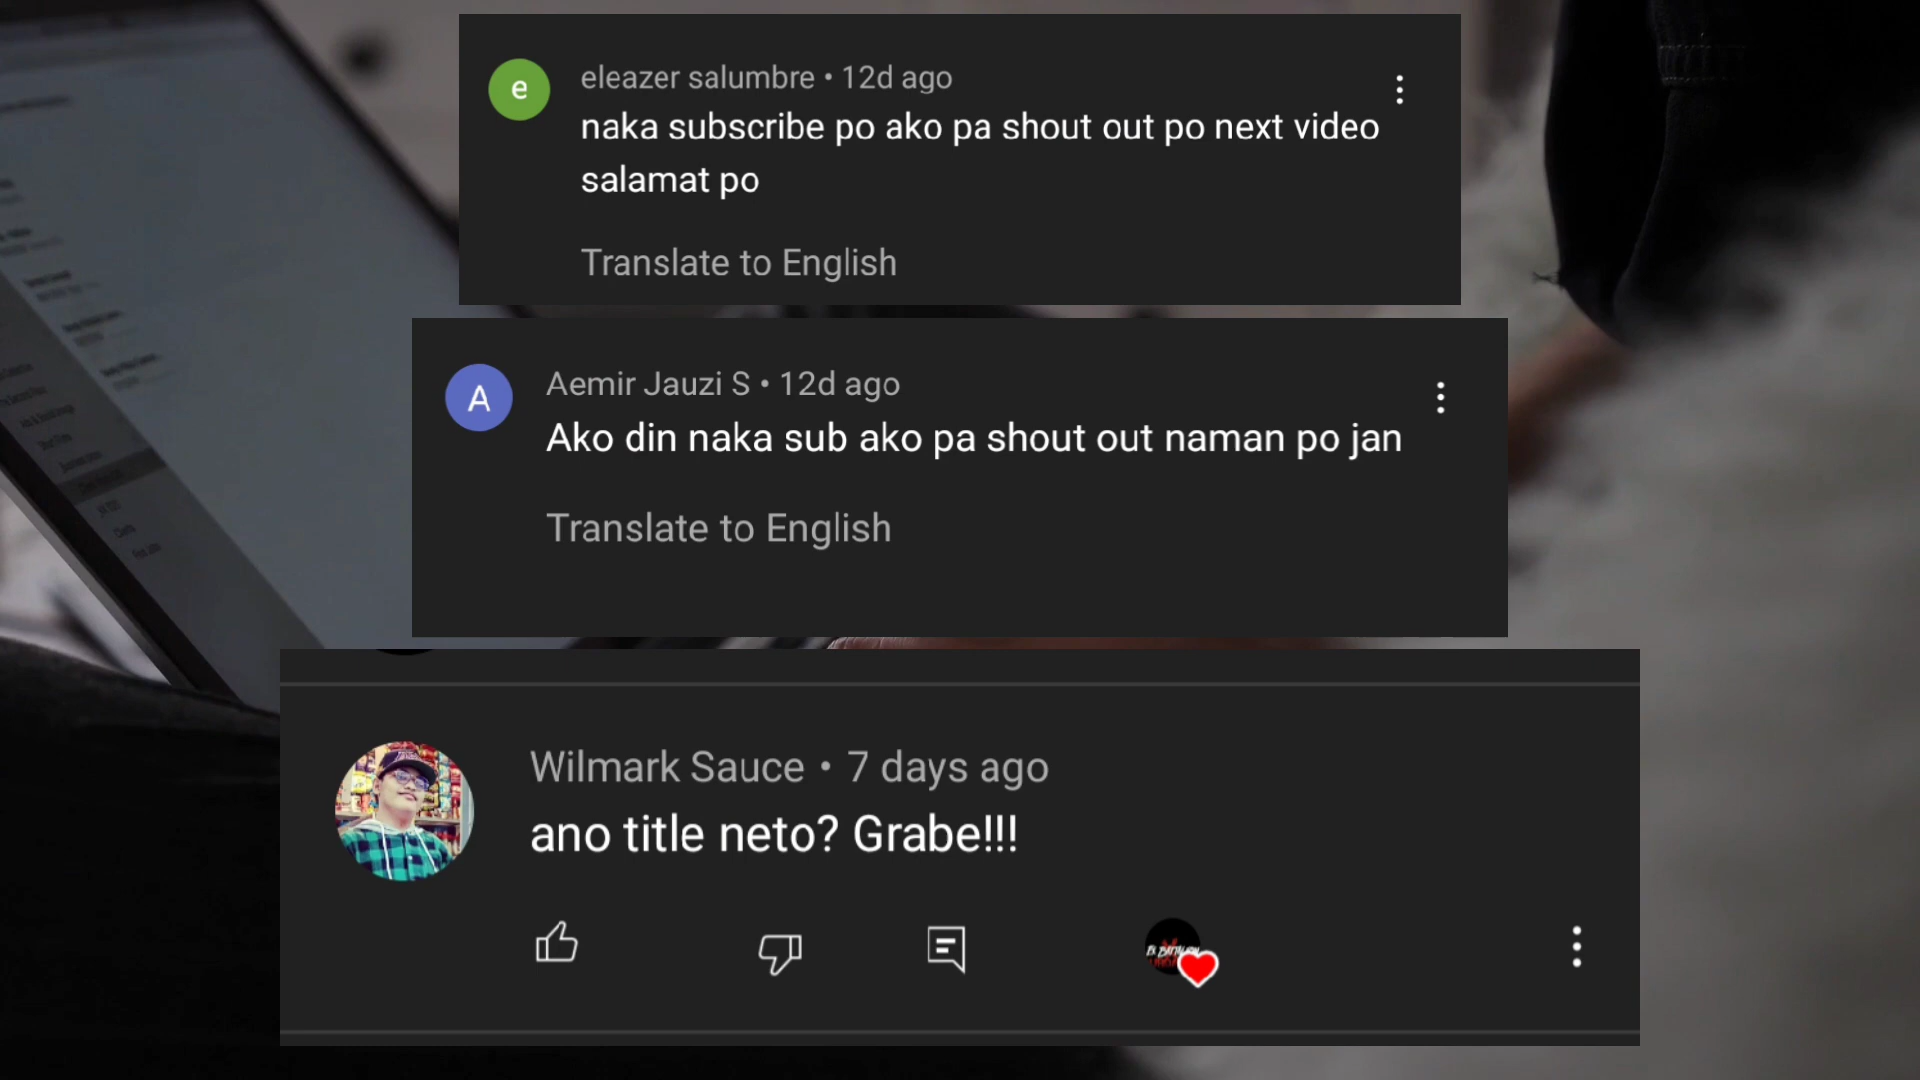 e
eleazer salumbre • 12d ago
naka subscribe po ako pa shout out po next video
salamat po
Translate to English
A
Aemir Jauzi S • 12d ago
Ako din naka sub ako pa shout out naman po jan
Translate to English
Wilmark Sauce • 7 days ago
ano title neto? Grabe!!!